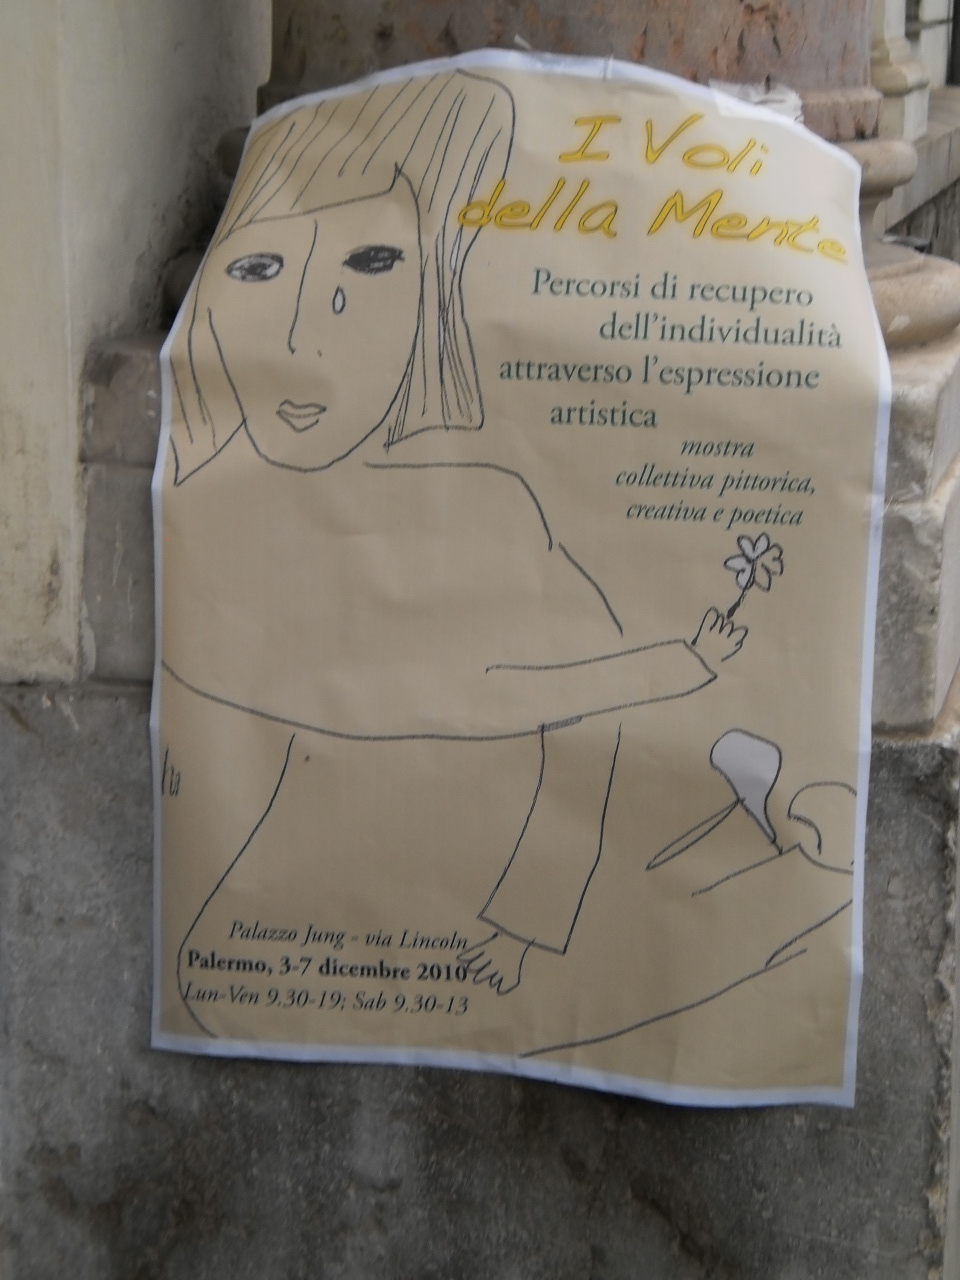 I Voli
della Mente
Percorsi di recupero
dell'individualità
attraverso l'espressione
artistica
mostra
collettiva pittorica,
creativa e poetica
Palazzo Jung - via Lincoln
Palermo, 3-7 dicembre 2010
Lun-Ven 9.30-19; Sab 9.30-13